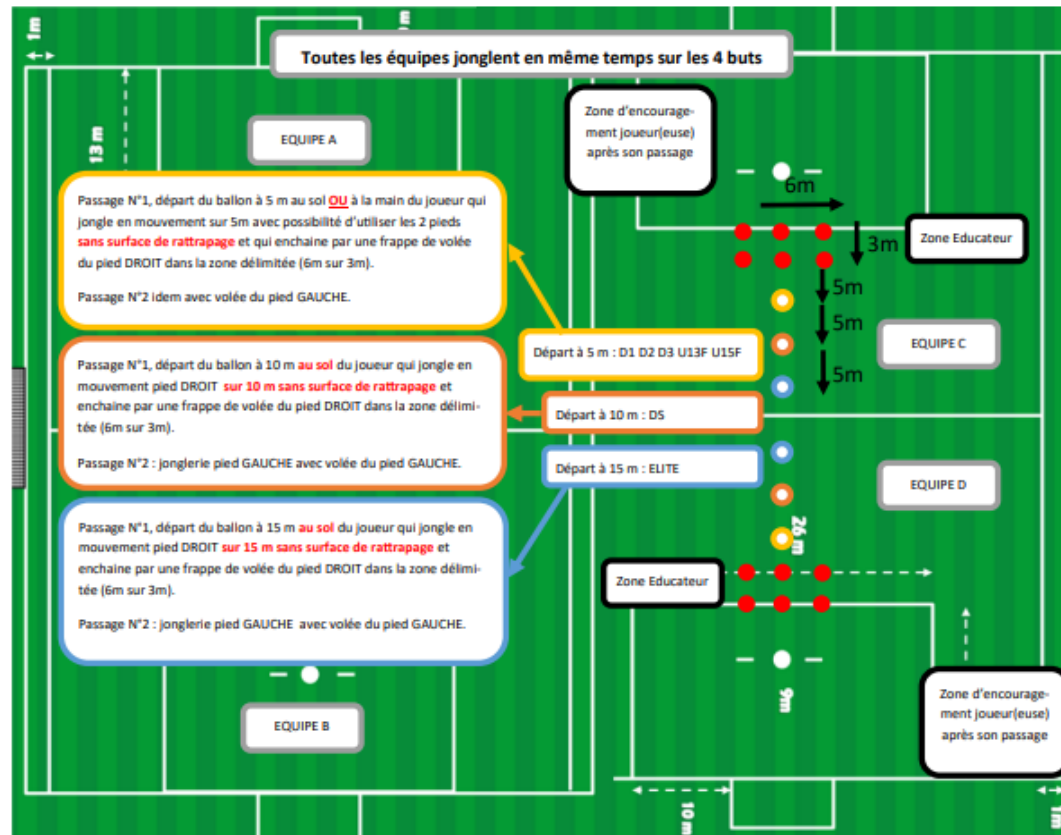 1m
9 m
Toutes les équipes jonglent en même temps sur les 4 buts
13 m
EQUIPE A
Zone d'encourage-
ment joueur(euse)
après son passage
6m
Zone Educateur
3m
5m
5m
5m
Passage N°1, départ du ballon à 5 m au sol OU à la main du joueur qui
jongle en mouvement sur 5m avec possibilité d'utiliser les 2 pieds
sans surface de rattrapage et qui enchaine par une frappe de volée
du pied DROIT dans la zone délimitée (6m sur 3m).
Passage N°2 idem avec volée du pied GAUCHE.
Départ à 5 m : D1 D2 D3 U13F U15F
EQUIPE C
Passage N°1, départ du ballon à 10 m au sol du joueur qui jongle en
mouvement pied DROIT sur 10 m sans surface de rattrapage et
enchaine par une frappe de volée du pied DROIT dans la zone délimi-
tée (6m sur 3m).
Passage N°2 : jonglerie pied GAUCHE avec volée du pied GAUCHE.
Départ à 10 m : DS
Départ à 15 m : ELITE
EQUIPE D
Passage N°1, départ du ballon à 15 m au sol du joueur qui jongle en
mouvement pied DROIT sur 15 m sans surface de rattrapage et
enchaine par une frappe de volée du pied DROIT dans la zone délimi-
tée (6m sur 3m).
Passage N°2 : jonglerie pied GAUCHE avec volée du pied GAUCHE.
26 m
Zone Educateur
9m
EQUIPE B
Zone d'encourage-
ment joueur(euse)
après son passage
10 m
1m